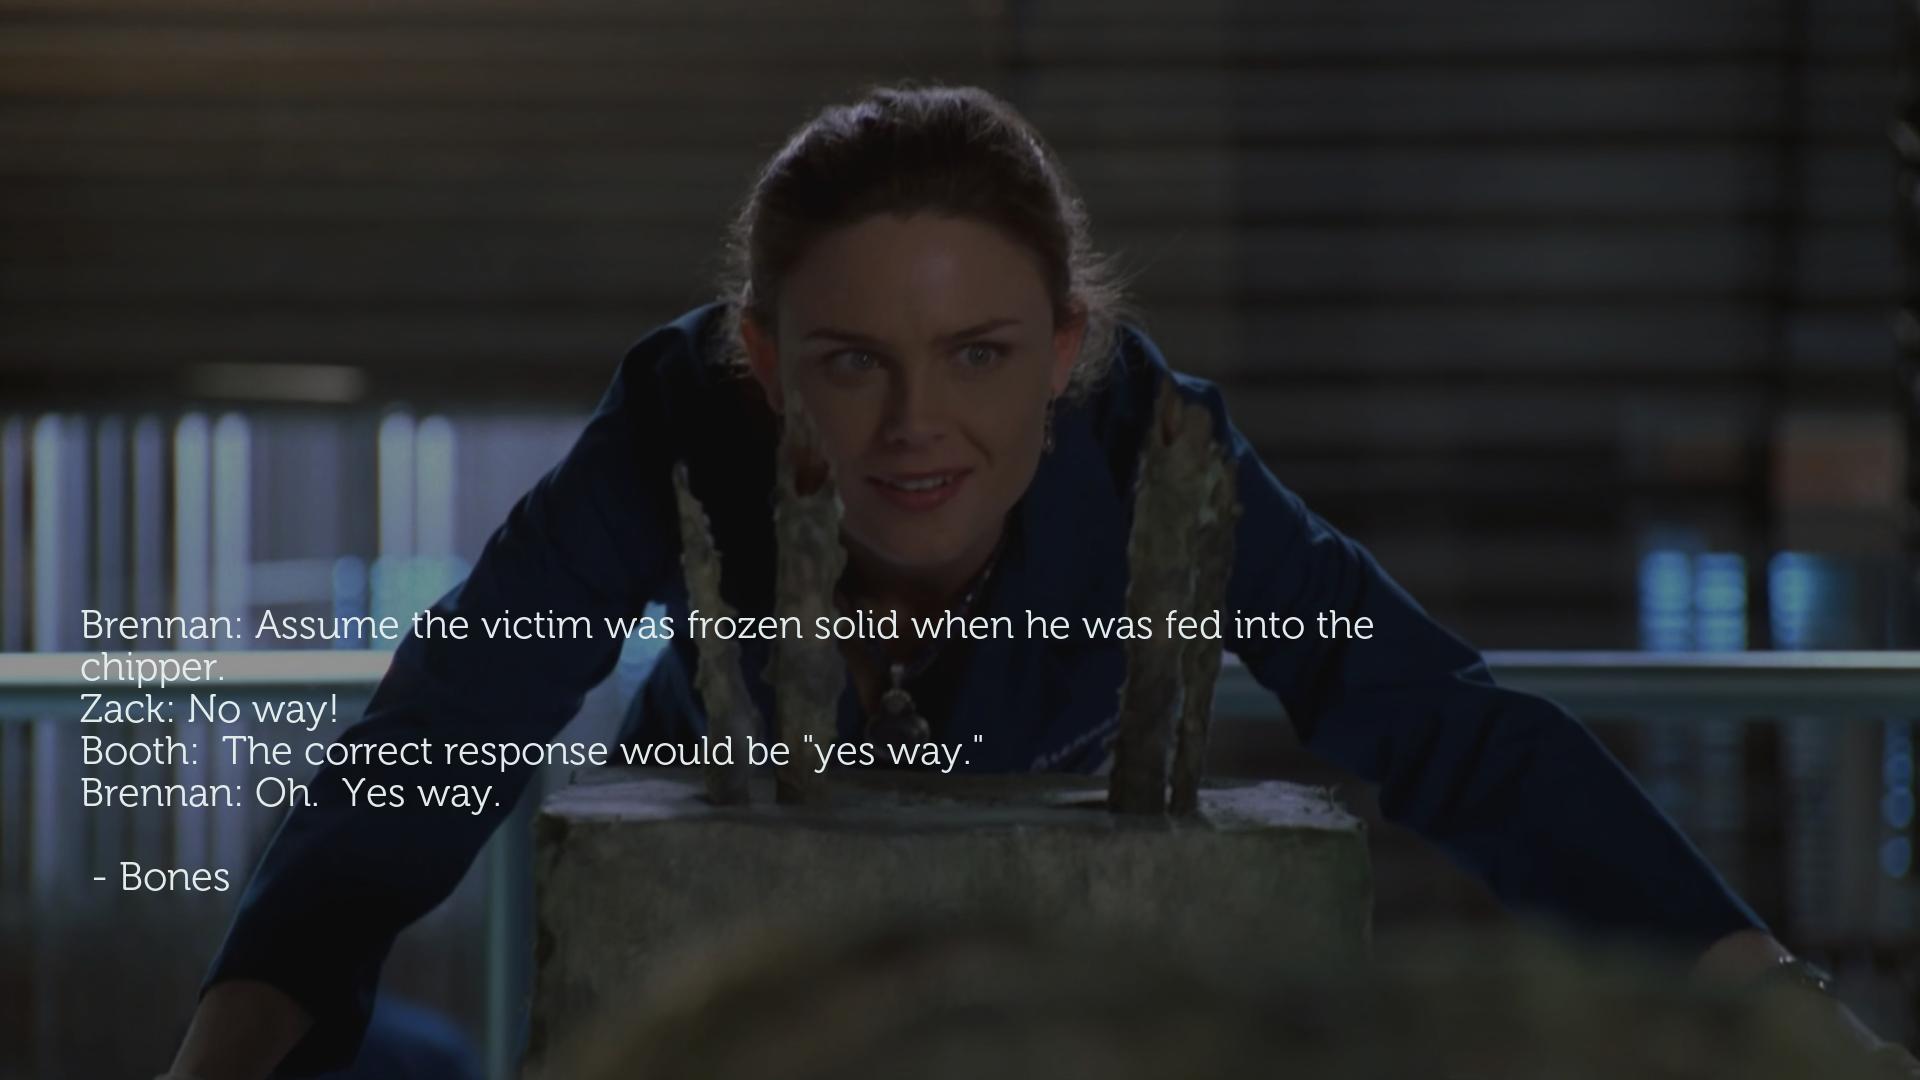 Brennan: Assume the victim was frozen solid when he was fed into the
chipper.
Zack: No way!
Booth:  The correct response would be "yes way."
Brennan: Oh.  Yes way.
- Bones